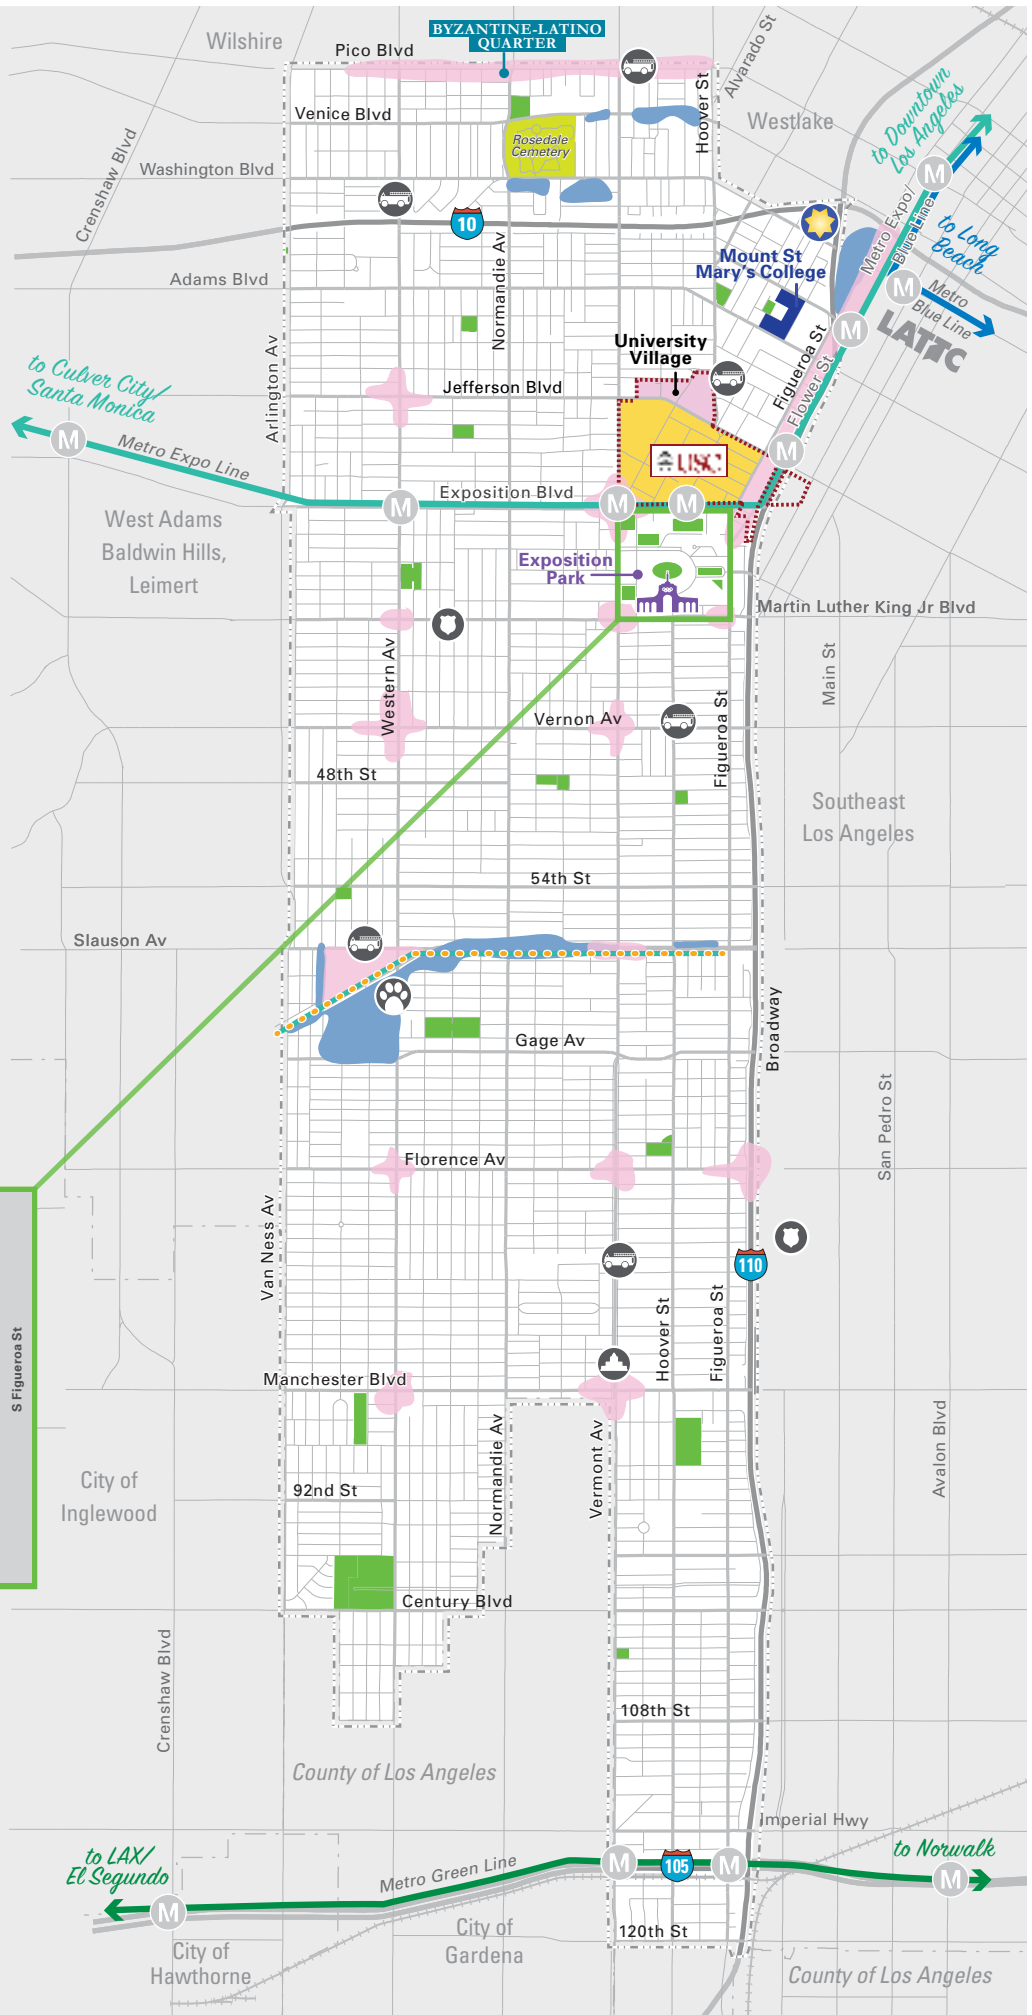 Wilshire
Pico Blvd
BYZANTINE-LATINO
QUARTER
Alvarado St
Hoover St
Westlake
to Downtown
Los Angeles
Venice Blvd
Rosedale
Cemetery
Washington Blvd
Crenshaw Blvd
M
10
Metro Expo/
Blue Line
to Long
Beach
Mount St
Mary's College
Adams Blvd
Normandie Av
M
Metro
Blue Line
M
LATTC
University
Village
Figueroa St
Flower St
Arlington Av
to Culver City/
Santa Monica
Jefferson Blvd
M
Metro Expo Line
M
USC
Exposition Blvd
M
M
M
West Adams
Baldwin Hills,
Leimert
Exposition
Park
Martin Luther King Jr Blvd
Western Av
Main St
Vernon Av
Figueroa St
48th St
Southeast
Los Angeles
54th St
Slauson Av
Gage Av
Broadway
San Pedro St
Florence Av
Van Ness Av
110
Hoover St
Figueroa St
S Figueroa St
Manchester Blvd
Normandie Av
Vermont Av
Avalon Blvd
City of
Inglewood
92nd St
Century Blvd
Crenshaw Blvd
108th St
County of Los Angeles
Imperial Hwy
to LAX/
El Segundo
Metro Green Line
M
105
M
to Norwalk
M
M
City of
Hawthorne
City of
Gardena
120th St
County of Los Angeles